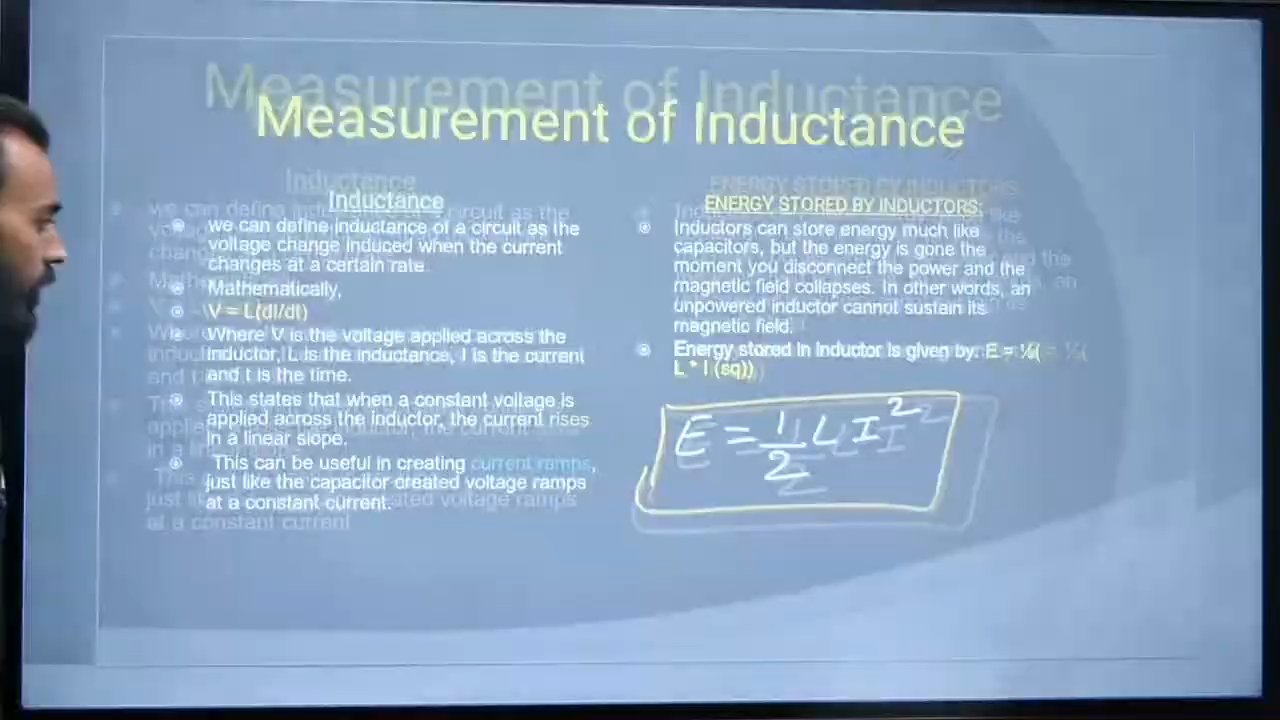 Measurement of Inductance
Inductance
we can define inductance of a circuit as the
voltage change induced when the current
changes at a certain rate.
Mathematically,
V = L(dI/dt)
Where V is the voltage applied across the
inductor, L is the inductance, I is the current
and t is the time.
This states that when a constant voltage is
applied across the inductor, the current rises
in a linear slope.
This can be useful in creating current ramps,
just like the capacitor created voltage ramps
at a constant current.
ENERGY STORED BY INDUCTORS:
Inductors can store energy much like
capacitors, but the energy is gone the
moment you disconnect the power and the
magnetic field collapses. In other words, an
unpowered inductor cannot sustain its
magnetic field.
Energy stored in Inductor is given by: E = ½(
L * I (sq))
E = 1/2 L I²